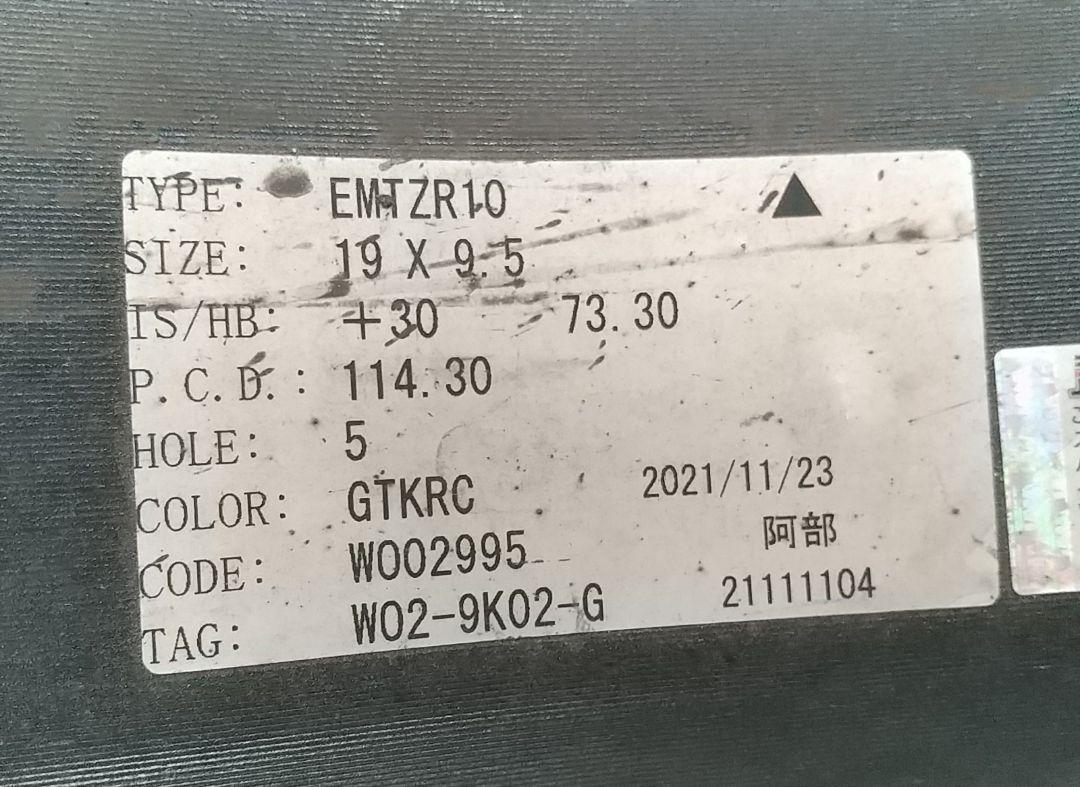 TYPE: EMTZR10
SIZE: 19 X 9.5
IS/HB: +30 73.30
P.C.D.: 114.30
HOLE: 5
COLOR: GTKRC 2021/11/23
CODE: W002995 阿部
TAG: W02-9K02-G 21111104